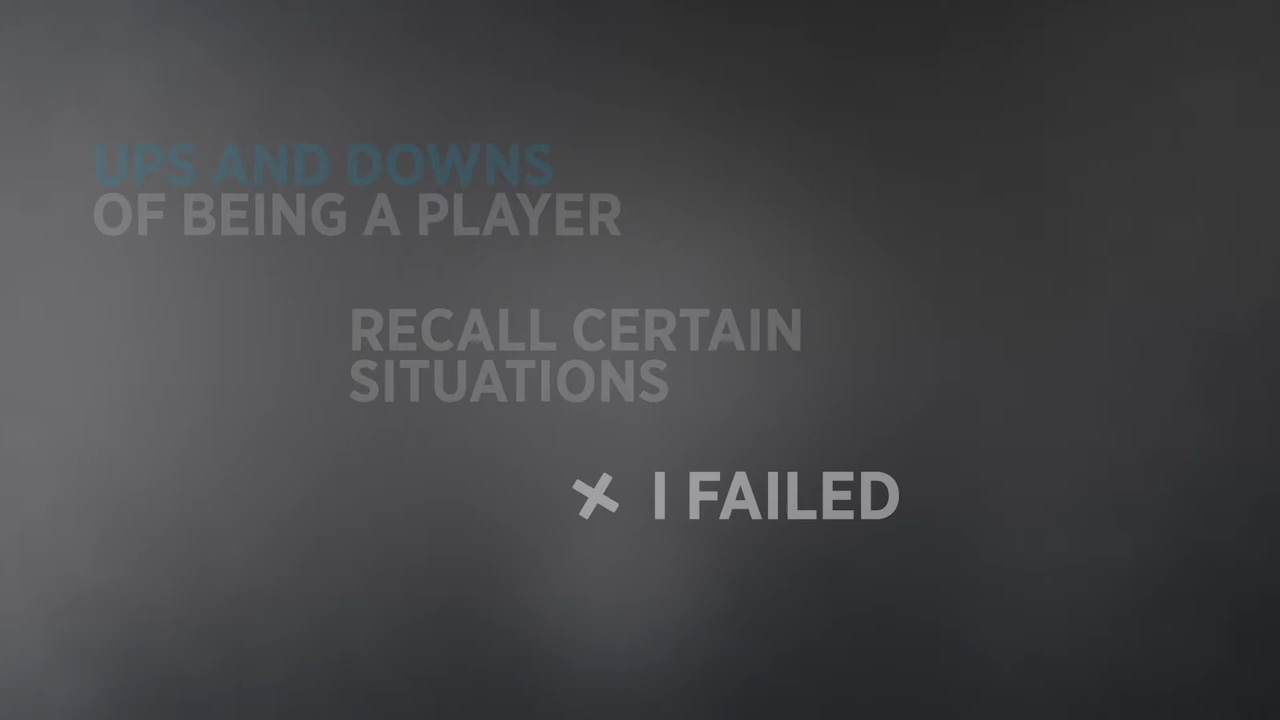 UPS AND DOWNS
OF BEING A PLAYER
RECALL CERTAIN
SITUATIONS
I FAILED